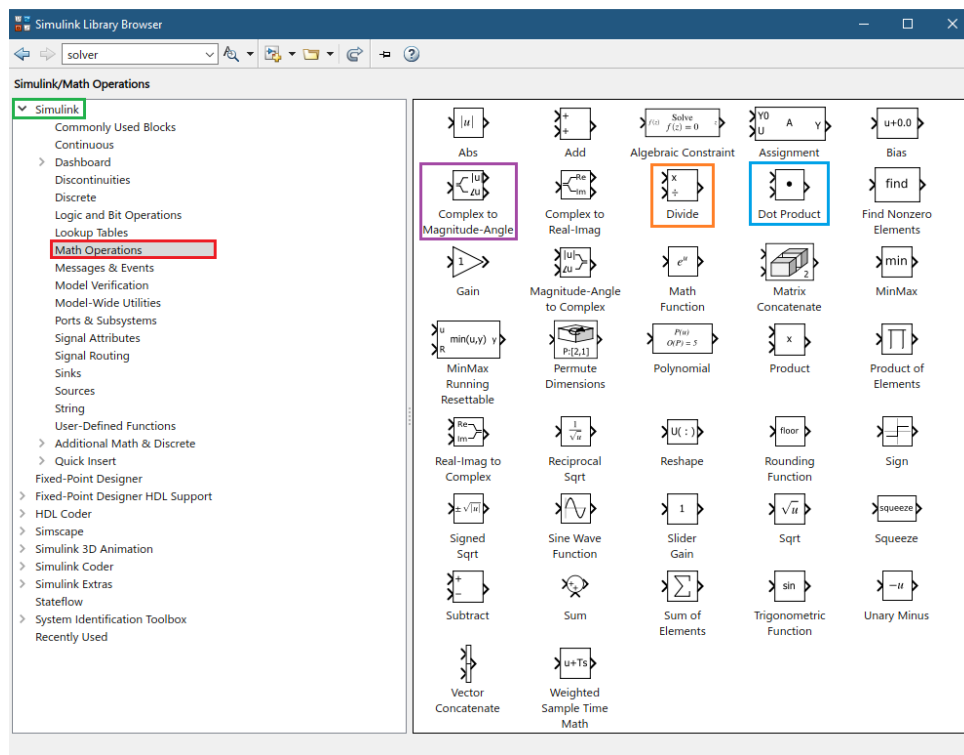 Simulink Library Browser
solver
Simulink/Math Operations
Simulink
Commonly Used Blocks
Continuous
Dashboard
Discontinuities
Discrete
Logic and Bit Operations
Lookup Tables
Math Operations
Messages & Events
Model Verification
Model-Wide Utilities
Ports & Subsystems
Signal Attributes
Signal Routing
Sinks
Sources
String
User-Defined Functions
Additional Math & Discrete
Quick Insert
Fixed-Point Designer
Fixed-Point Designer HDL Support
HDL Coder
Simscape
Simulink 3D Animation
Simulink Coder
Simulink Extras
Stateflow
System Identification Toolbox
Recently Used
|u|
Abs
+
+
Add
f(z) Solve z
f(z) = 0
Algebraic Constraint
Y0
U A Y
Assignment
u+0.0
Bias
|u|
∠u
Complex to
Magnitude-Angle
Re
Im
Complex to
Real-Imag
x
÷
Divide
•
Dot Product
find
Find Nonzero
Elements
1
Gain
|u|
∠u
Magnitude-Angle
to Complex
e^u
Math
Function
2
Matrix
Concatenate
min
MinMax
u
R min(u,y) y
MinMax
Running
Resettable
P:[2,1]
Permute
Dimensions
P(u)
O(P) = 5
Polynomial
x
Product
∏
Product of
Elements
Re
Im
Real-Imag to
Complex
1
√u
Reciprocal
Sqrt
U( : )
Reshape
floor
Rounding
Function
Sign
± √|u|
Signed
Sqrt
Sine Wave
Function
1
Slider
Gain
√u
Sqrt
squeeze
Squeeze
+
−
Subtract
+
+
Sum
∑
Sum of
Elements
sin
Trigonometric
Function
−u
Unary Minus
Vector
Concatenate
u+Ts
Weighted
Sample Time
Math